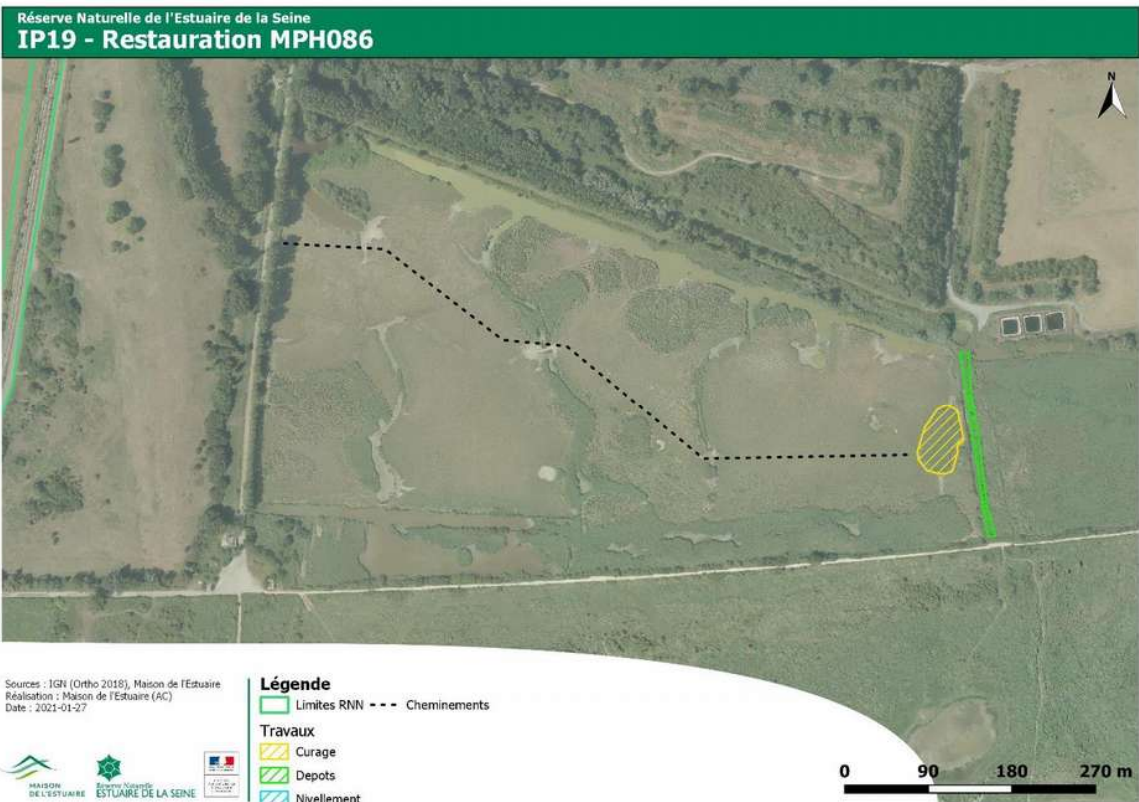 Réserve Naturelle de l'Estuaire de la Seine
IP19 - Restauration MPH086
N
Sources : IGN (Ortho 2018), Maison de l'Estuaire
Réalisation : Maison de l'Estuaire (AC)
Date : 2021-01-27
MAISON
DE L'ESTUAIRE
Réserve Naturelle
ESTUAIRE DE LA SEINE
Légende
Limites RNN
Cheminements
Travaux
Curage
Depots
Nivellement
0 90 180 270 m